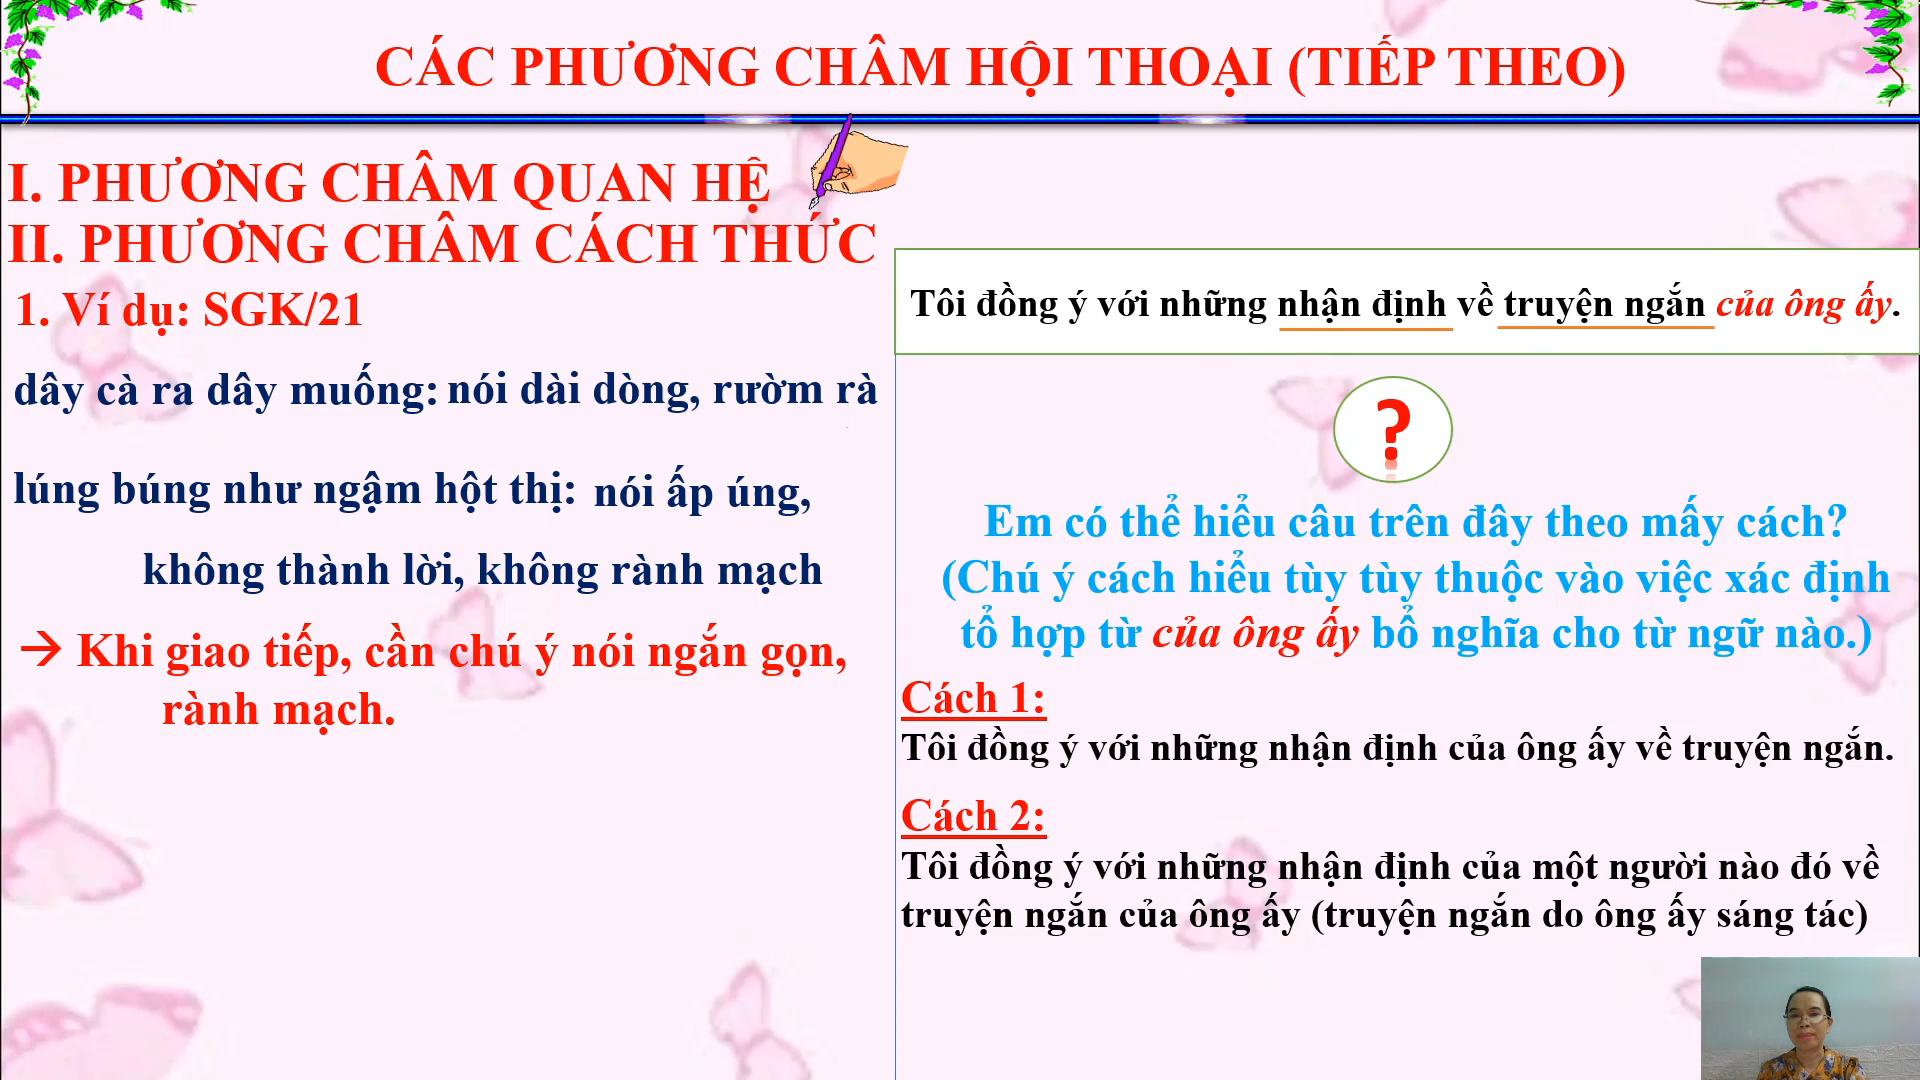 CÁC PHƯƠNG CHÂM HỘI THOẠI (TIẾP THEO)
I. PHƯƠNG CHÂM QUAN HỆ
II. PHƯƠNG CHÂM CÁCH THỨC
1. Ví dụ: SGK/21
dây cà ra dây muống: nói dài dòng, rườm rà
lúng búng như ngậm hột thị: nói ấp úng,
không thành lời, không rành mạch
→ Khi giao tiếp, cần chú ý nói ngắn gọn,
rành mạch.
Tôi đồng ý với những nhận định về truyện ngắn của ông ấy.
?
Em có thể hiểu câu trên đây theo mấy cách?
(Chú ý cách hiểu tùy tùy thuộc vào việc xác định
tổ hợp từ của ông ấy bổ nghĩa cho từ ngữ nào.)
Cách 1:
Tôi đồng ý với những nhận định của ông ấy về truyện ngắn.
Cách 2:
Tôi đồng ý với những nhận định của một người nào đó về
truyện ngắn của ông ấy (truyện ngắn do ông ấy sáng tác)